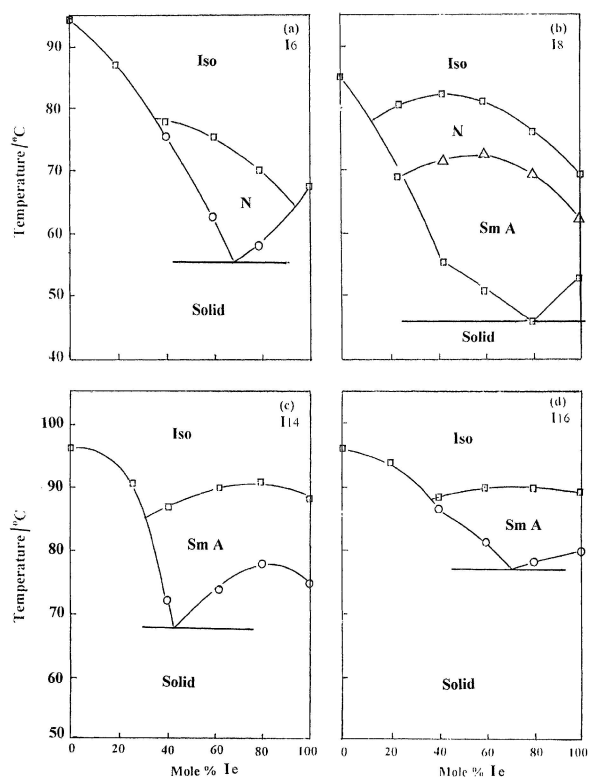 (a)
I6
Iso
N
Solid
90
80
70
60
50
40
Temperature/°C
(b)
I8
Iso
N
Sm A
Solid
(c)
I14
Iso
Sm A
Solid
100
90
80
70
60
50
Temperature/°C
0 20 40 60 80 100
Mole % Ie
(d)
I16
Iso
Sm A
Solid
0 20 40 60 80 100
Mole % Ie